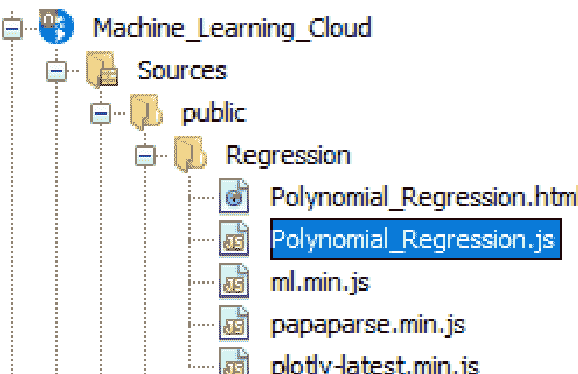 Machine_Learning_Cloud
Sources
public
Regression
Polynomial_Regression.html
Polynomial_Regression.js
ml.min.js
papaparse.min.js
plotly-latest.min.js